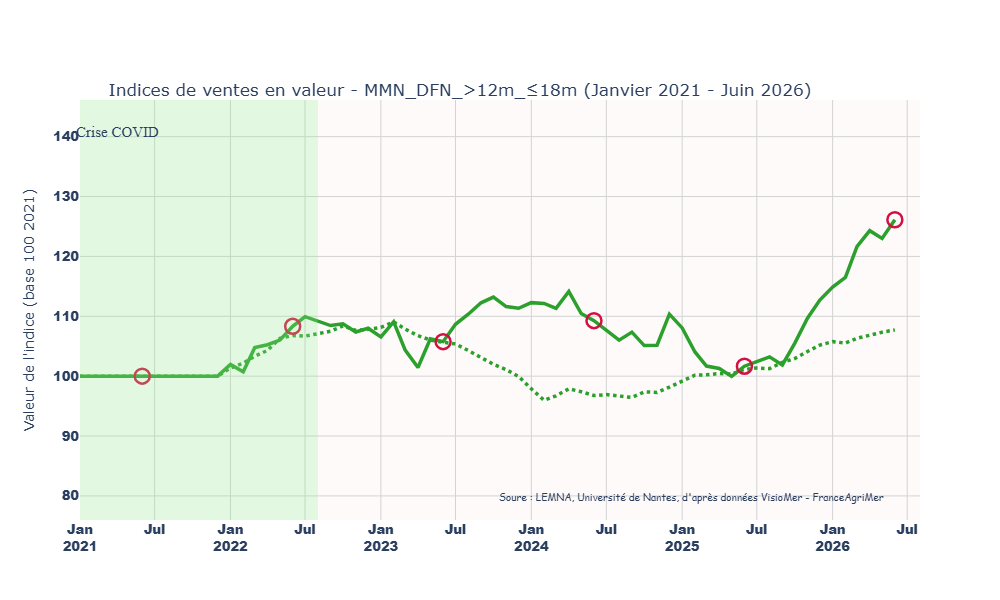 Indices de ventes en valeur - MMN_DFN_>12m_≤18m (Janvier 2021 - Juin 2026)
Crise COVID
Valeur de l'indice (base 100 2021)
140
130
120
110
100
90
80
Soure : LEMNA, Université de Nantes, d'après données VisioMer - FranceAgriMer
Jan Jul Jan Jul Jan Jul Jan Jul Jan Jul Jan Jul
2021 2022 2023 2024 2025 2026